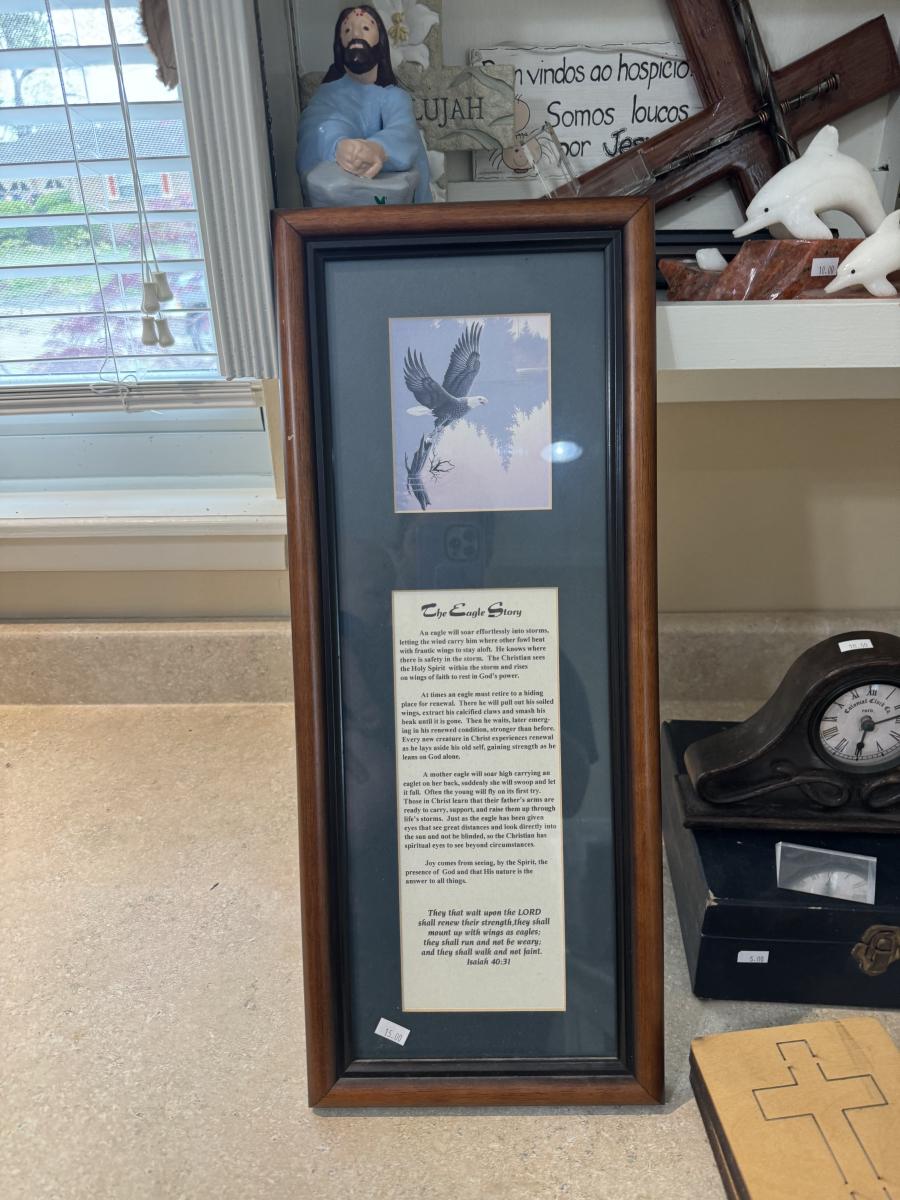 LUJAH
vindos ao hospício.
Somos loucos
por Jesu
10.00
The Eagle Story
An eagle will soar effortlessly into storms,
letting the wind carry him where other fowl beat
with frantic wings to stay aloft. He knows where
there is safety in the storm. The Christian sees
the Holy Spirit within the storm and rises
on wings of faith to rest in God's power.
At times an eagle must retire to a hiding
place for renewal. There he will pull out his soiled
wings, extract his calcified claws and smash his
beak until it is gone. Then he waits, later emerg-
ing in his renewed condition, stronger than before.
Every new creature in Christ experiences renewal
as he lays aside his old self, gaining strength as he
leans on God alone.
A mother eagle will soar high carrying an
eaglet on her back, suddenly she will swoop and let
it fall. Often the young will fly on its first try.
Those in Christ learn that their father's arms are
ready to carry, support, and raise them up through
life's storms. Just as the eagle has been given
eyes that see great distances and look directly into
the sun and not be blinded, so the Christian has
spiritual eyes to see beyond circumstances.
Joy comes from seeing, by the Spirit, the
presence of God and that His nature is the
answer to all things.
They that wait upon the LORD
shall renew their strength,they shall
mount up with wings as eagles;
they shall run and not be weary;
and they shall walk and not faint.
Isaiah 40:31
15.00
Colonial Clock Co
5.00